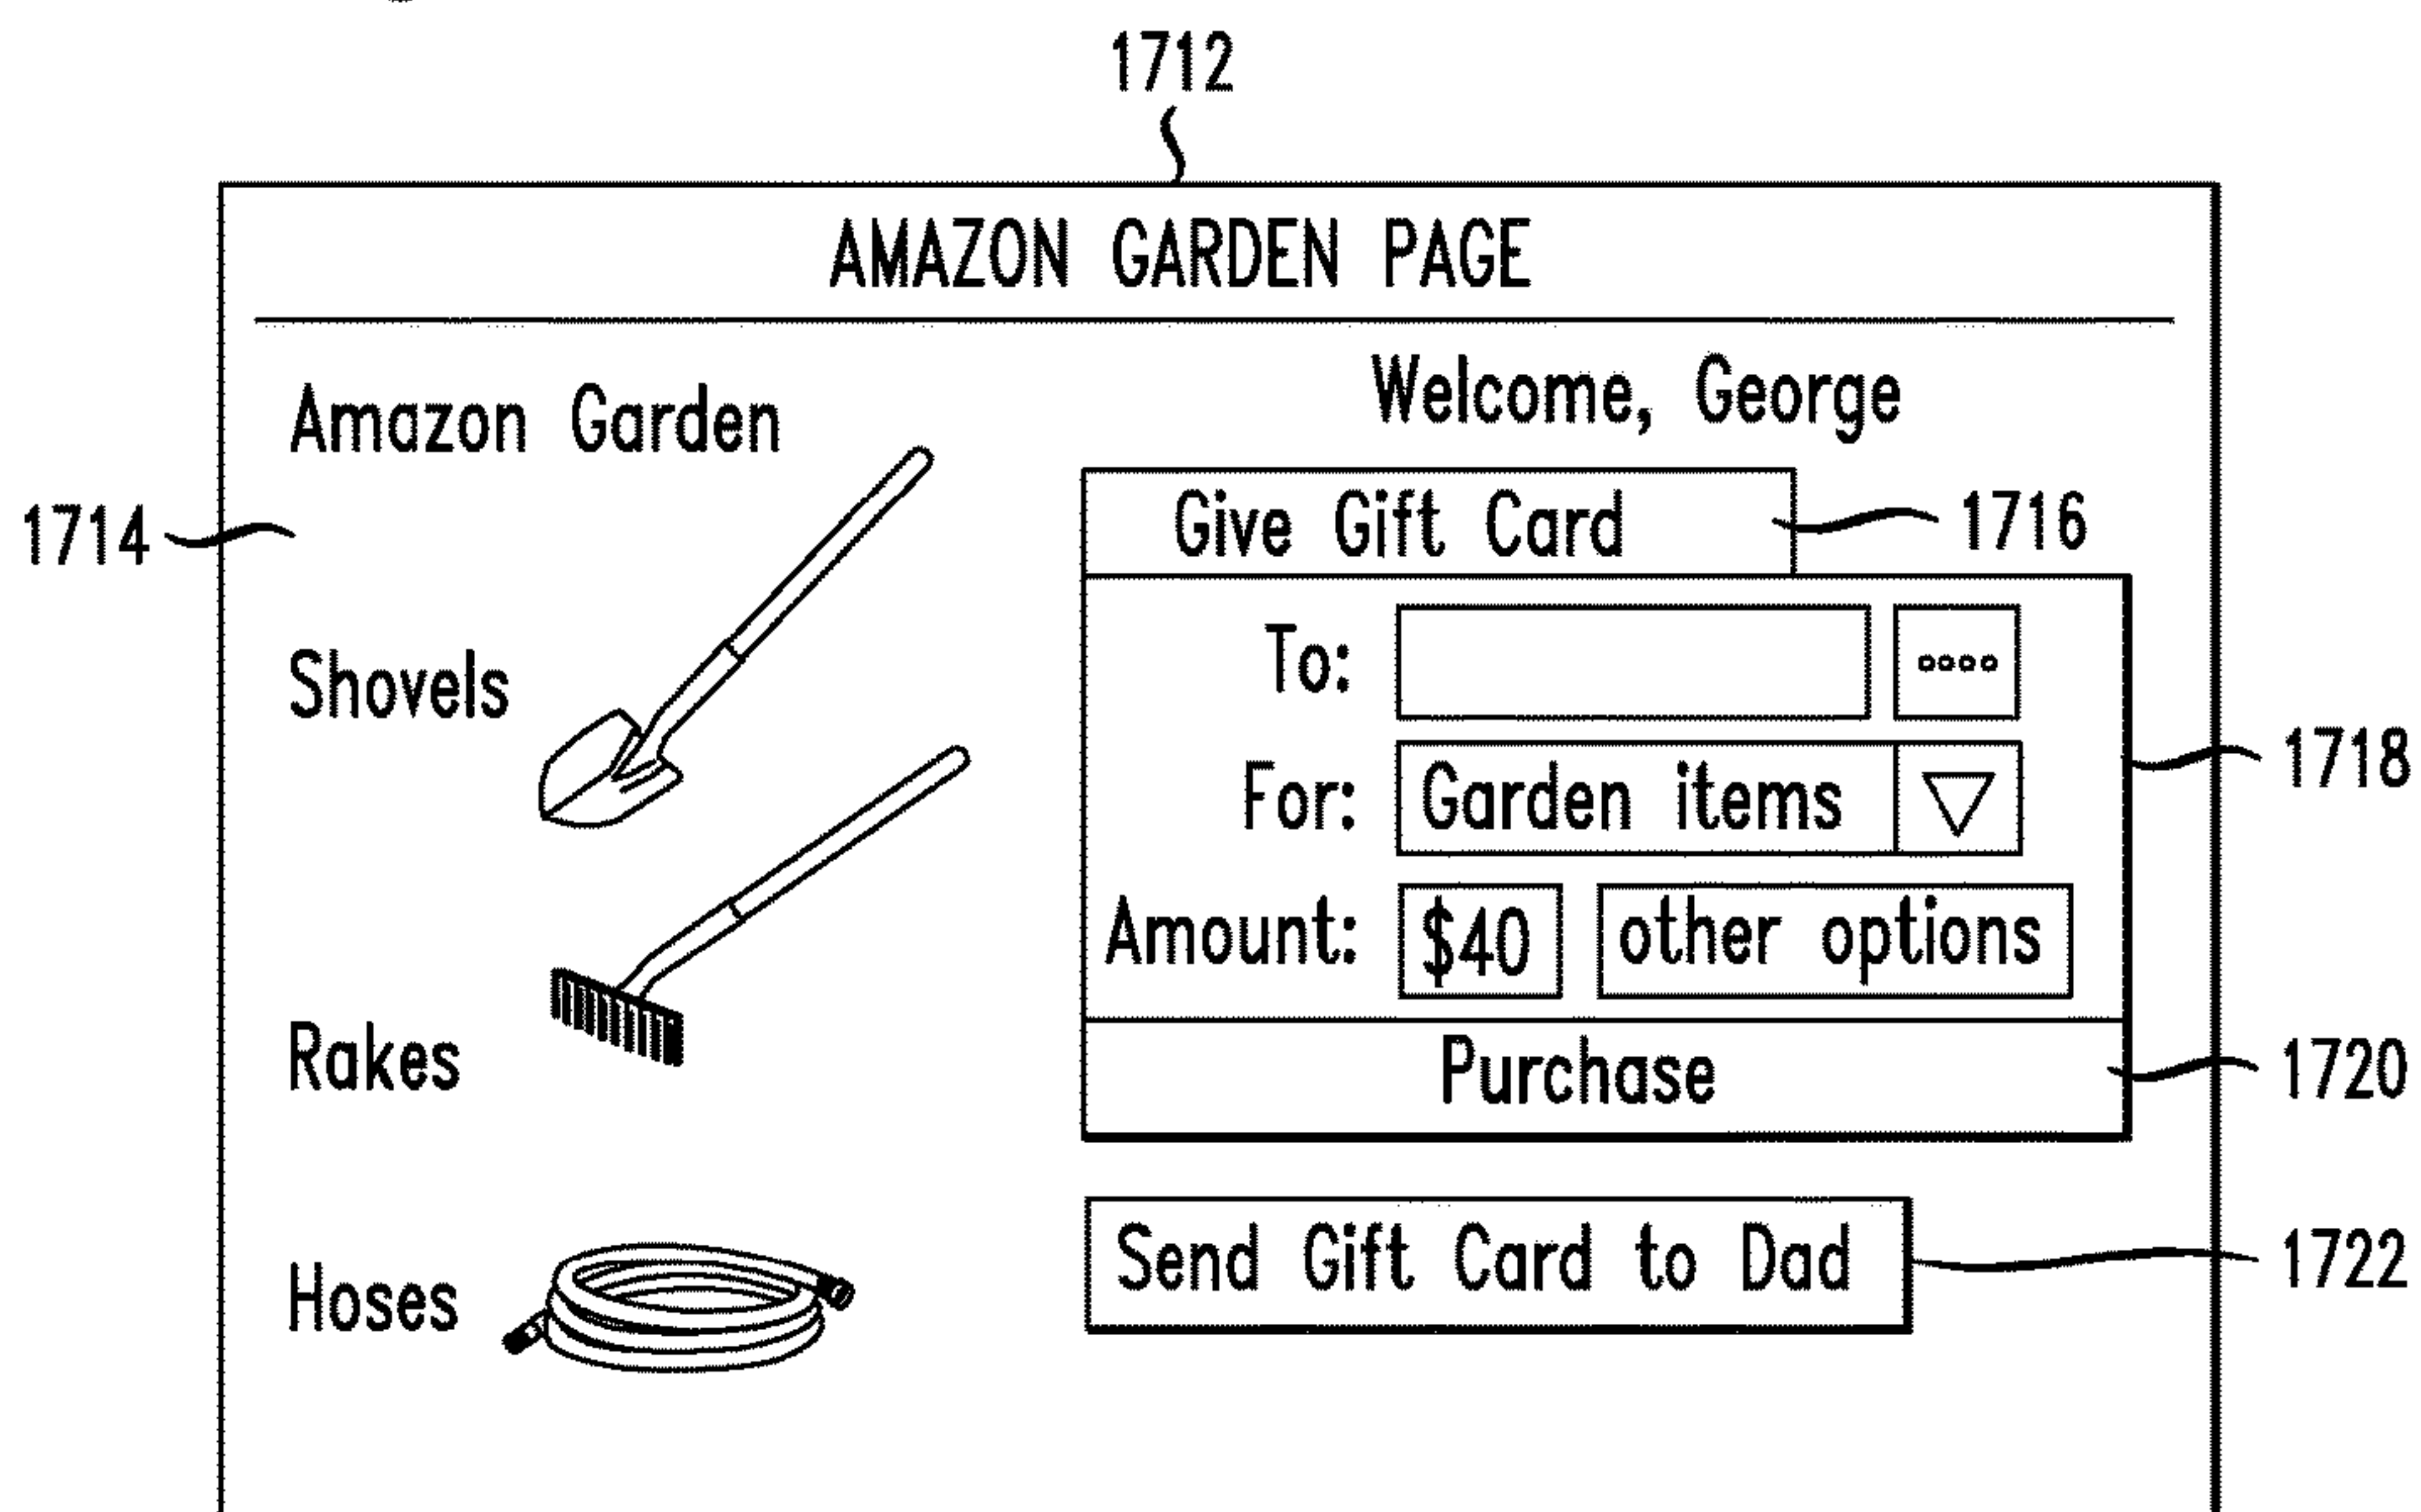 1712
AMAZON GARDEN PAGE
Welcome, George
Amazon Garden
1714
Give Gift Card 1716
To:
Shovels
1718
For: Garden items
Amount: $40 other options
Rakes
Purchase 1720
Send Gift Card to Dad 1722
Hoses